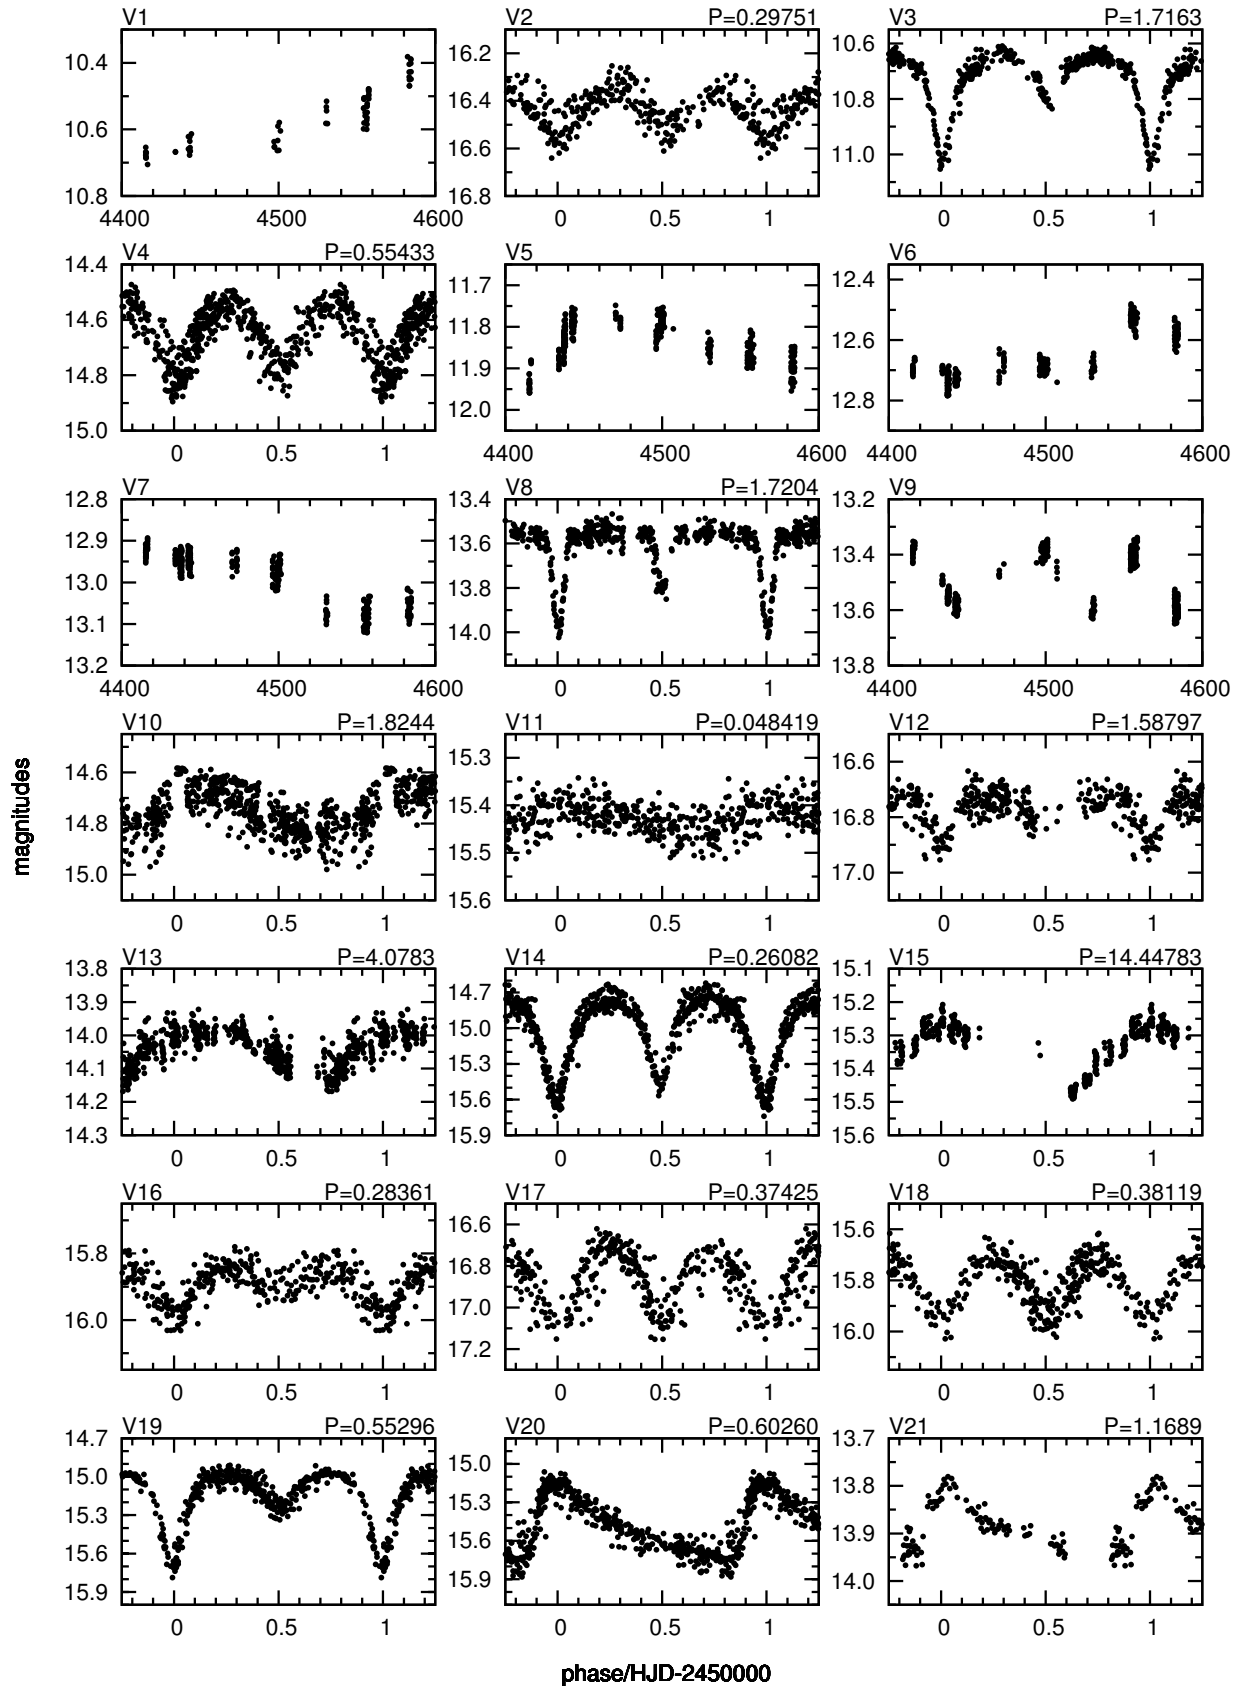 V1
10.4
10.6
10.8
4400 4500 4600
V2 P=0.29751
16.2
16.4
16.6
16.8
0 0.5 1
V3 P=1.7163
10.6
10.8
11.0
0 0.5 1
V4 P=0.55433
14.4
14.6
14.8
15.0
0 0.5 1
V5
11.7
11.8
11.9
12.0
4400 4500 4600
V6
12.4
12.6
12.8
4400 4500 4600
V7
12.8
12.9
13.0
13.1
13.2
4400 4500 4600
V8 P=1.7204
13.4
13.6
13.8
14.0
0 0.5 1
V9
13.2
13.4
13.6
13.8
4400 4500 4600
magnitudes
V10 P=1.8244
14.6
14.8
15.0
0 0.5 1
V11 P=0.048419
15.3
15.4
15.5
15.6
0 0.5 1
V12 P=1.58797
16.6
16.8
17.0
0 0.5 1
V13 P=4.0783
13.8
13.9
14.0
14.1
14.2
14.3
0 0.5 1
V14 P=0.26082
14.7
15.0
15.3
15.6
15.9
0 0.5 1
V15 P=14.44783
15.1
15.2
15.3
15.4
15.5
15.6
0 0.5 1
V16 P=0.28361
15.8
16.0
0 0.5 1
V17 P=0.37425
16.6
16.8
17.0
17.2
0 0.5 1
V18 P=0.38119
15.6
15.8
16.0
0 0.5 1
V19 P=0.55296
14.7
15.0
15.3
15.6
15.9
0 0.5 1
V20 P=0.60260
15.0
15.3
15.6
15.9
0 0.5 1
V21 P=1.1689
13.7
13.8
13.9
14.0
0 0.5 1
phase/HJD-2450000